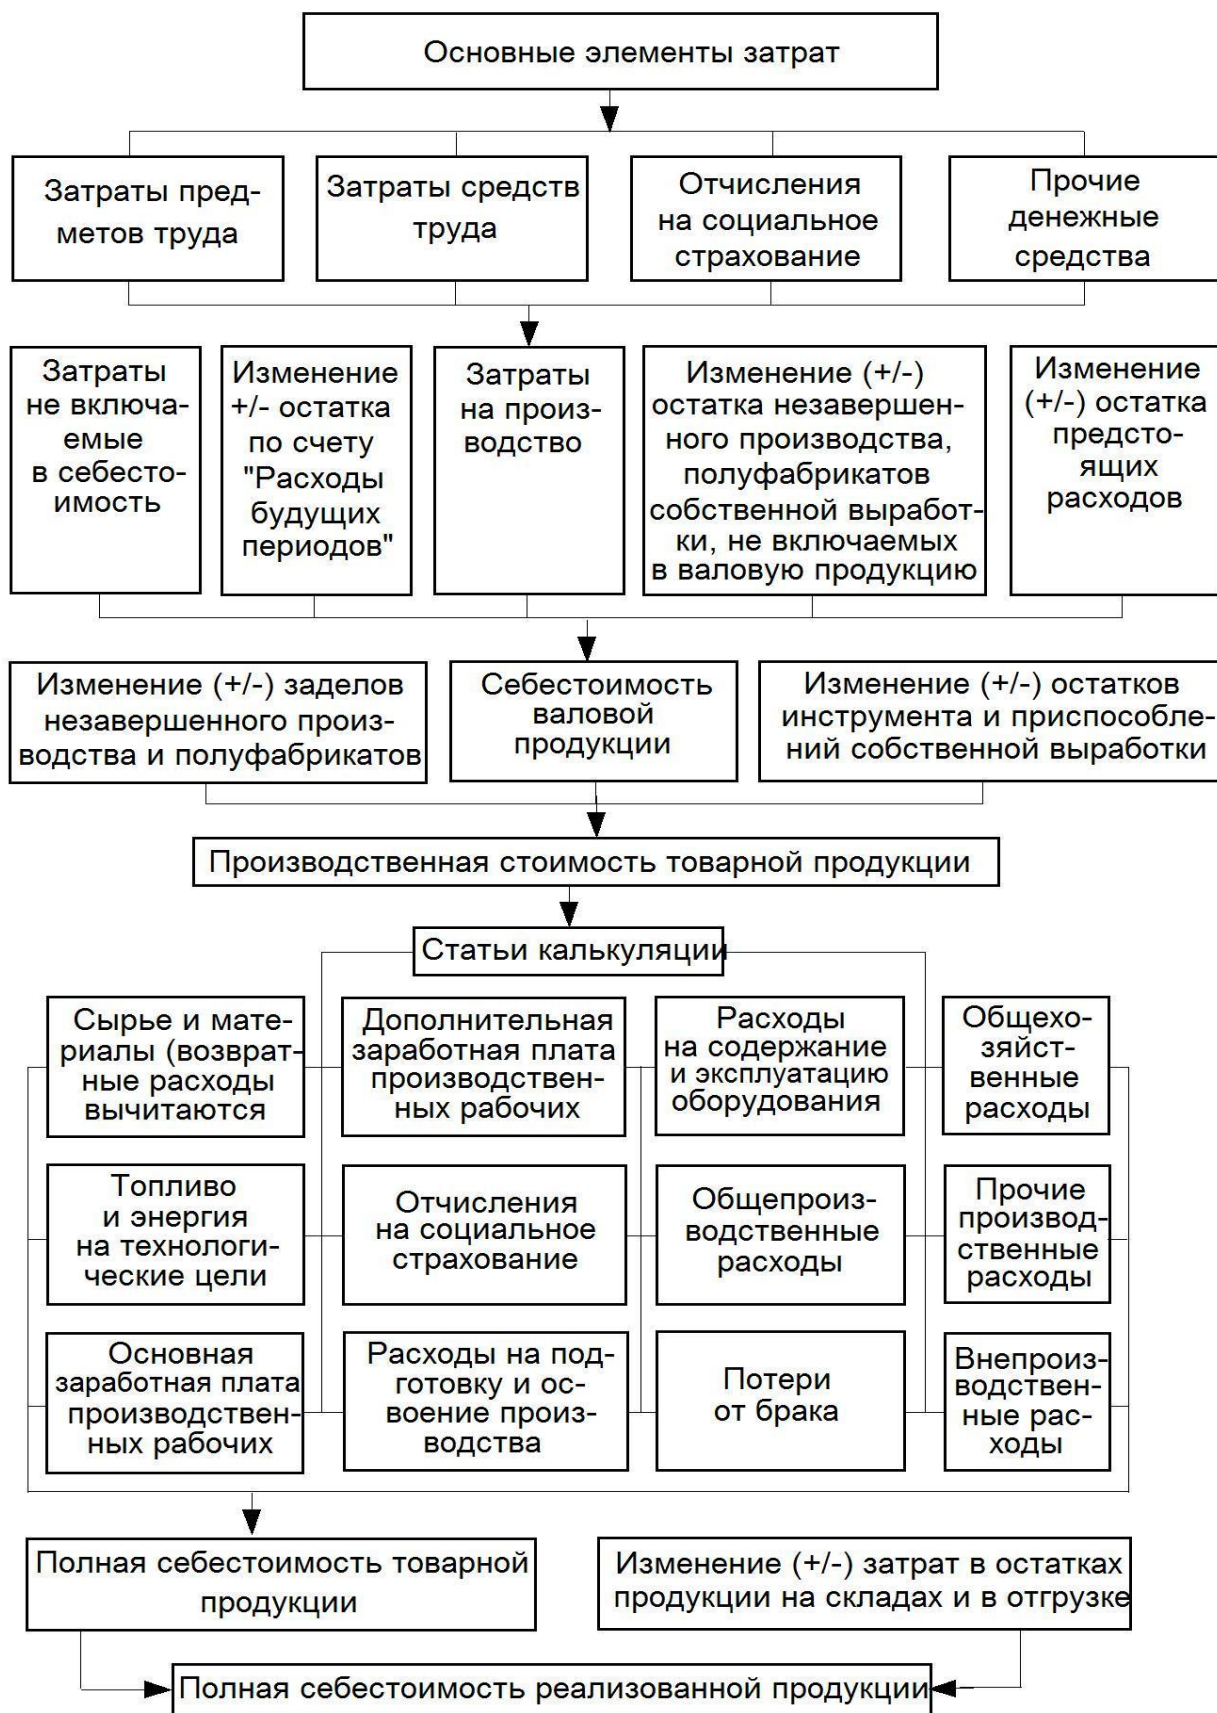 Основные элементы затрат
Затраты пред-
метов труда
Затраты средств
труда
Отчисления
на социальное
страхование
Прочие
денежные
средства
Затраты
не включа-
емые
в себесто-
имость
Изменение
+/- остатка
по счету
"Расходы
будущих
периодов"
Затраты
на произ-
водство
Изменение (+/-)
остатка незавершен-
ного производства,
полуфабрикатов
собственной выработ-
ки, не включаемых
в валовую продукцию
Изменение
(+/-) остатка
предсто-
ящих
расходов
Изменение (+/-) заделов
незавершенного произ-
водства и полуфабрикатов
Себестоимость
валовой
продукции
Изменение (+/-) остатков
инструмента и приспособле-
ний собственной выработки
Производственная стоимость товарной продукции
Статьи калькуляции
Сырье и мате-
риалы (возврат-
ные расходы
вычитаются
Дополнительная
заработная плата
производствен-
ных рабочих
Расходы
на содержание
и эксплуатацию
оборудования
Общехо-
зяйст-
венные
расходы
Топливо
и энергия
на технологи-
ческие цели
Отчисления
на социальное
страхование
Общепроиз-
водственные
расходы
Прочие
производ-
ственные
расходы
Основная
заработная плата
производствен-
ных рабочих
Расходы на под-
готовку и ос-
воение произ-
водства
Потери
от брака
Внепроиз-
водствен-
ные рас-
ходы
Полная себестоимость товарной
продукции
Изменение (+/-) затрат в остатках
продукции на складах и в отгрузке
Полная себестоимость реализованной продукции